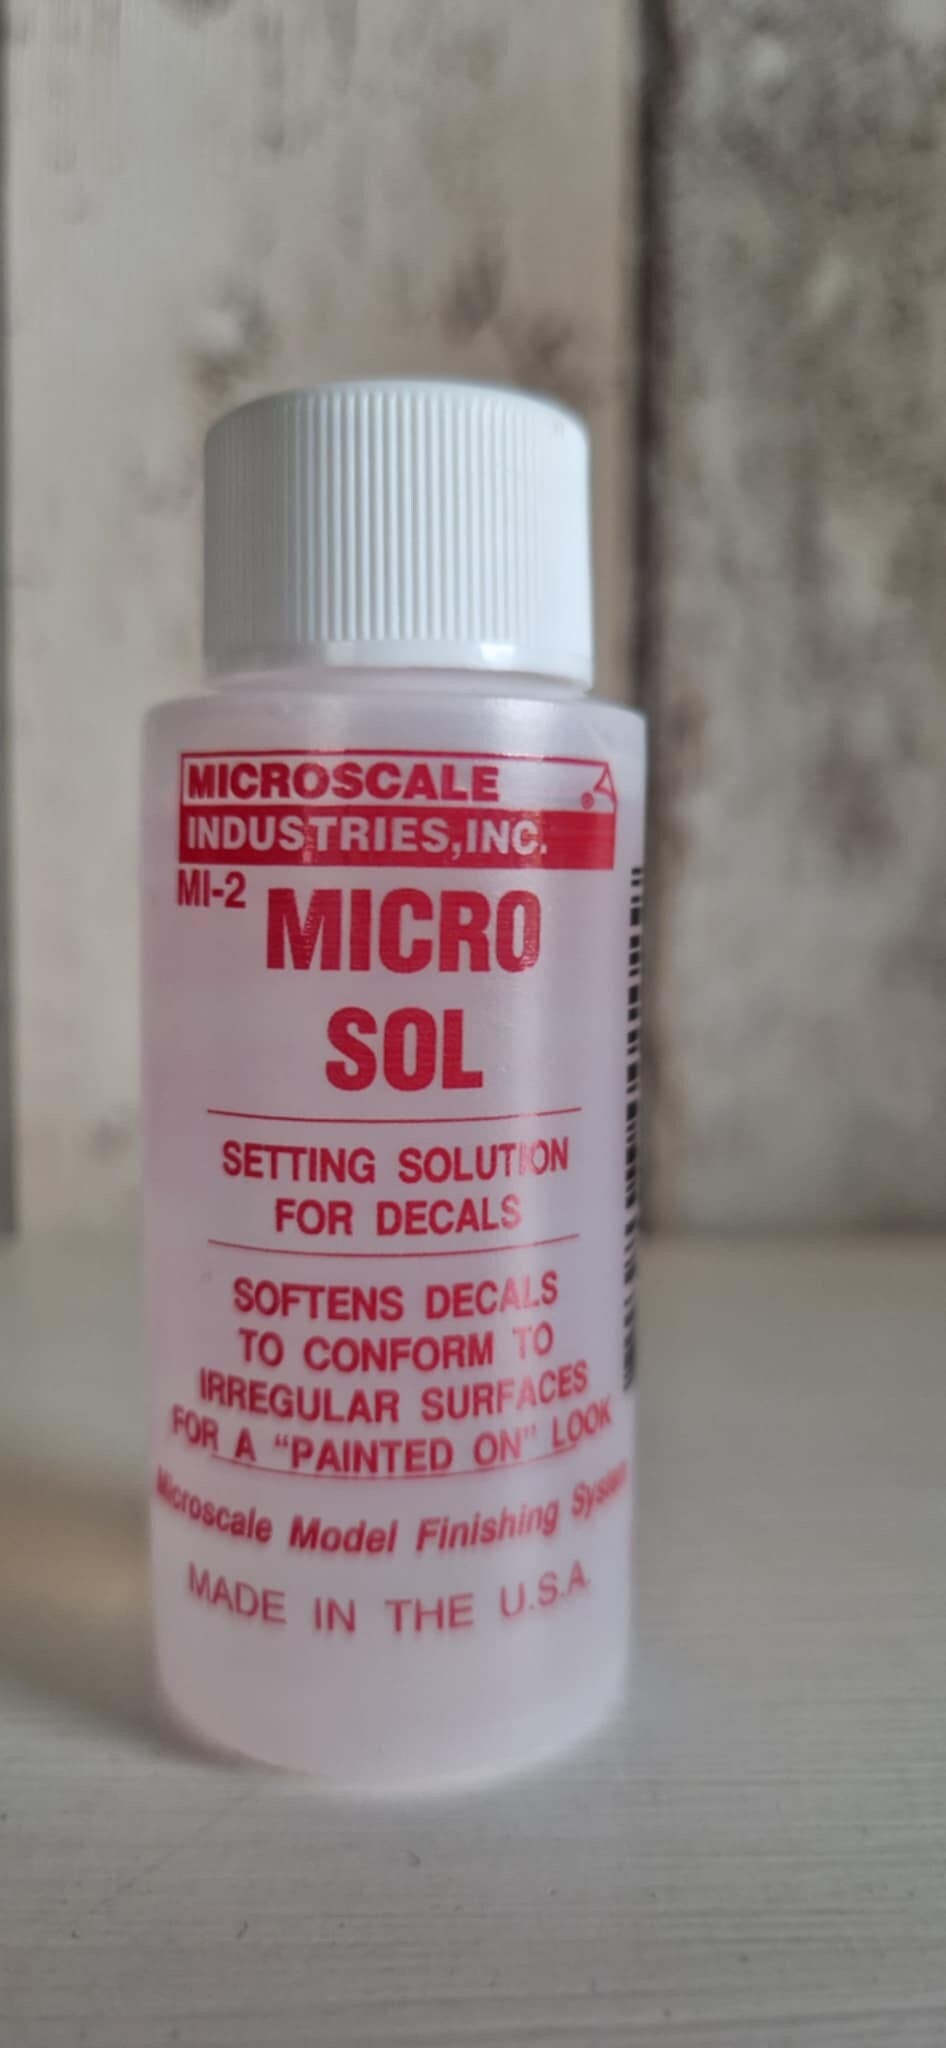 MICROSCALE
®
INDUSTRIES,INC.
MI-2
MICRO
SOL
SETTING SOLUTION
FOR DECALS
SOFTENS DECALS
TO CONFORM TO
IRREGULAR SURFACES
FOR A "PAINTED ON" LOOK
Microscale Model Finishing System
MADE IN THE U.S.A.